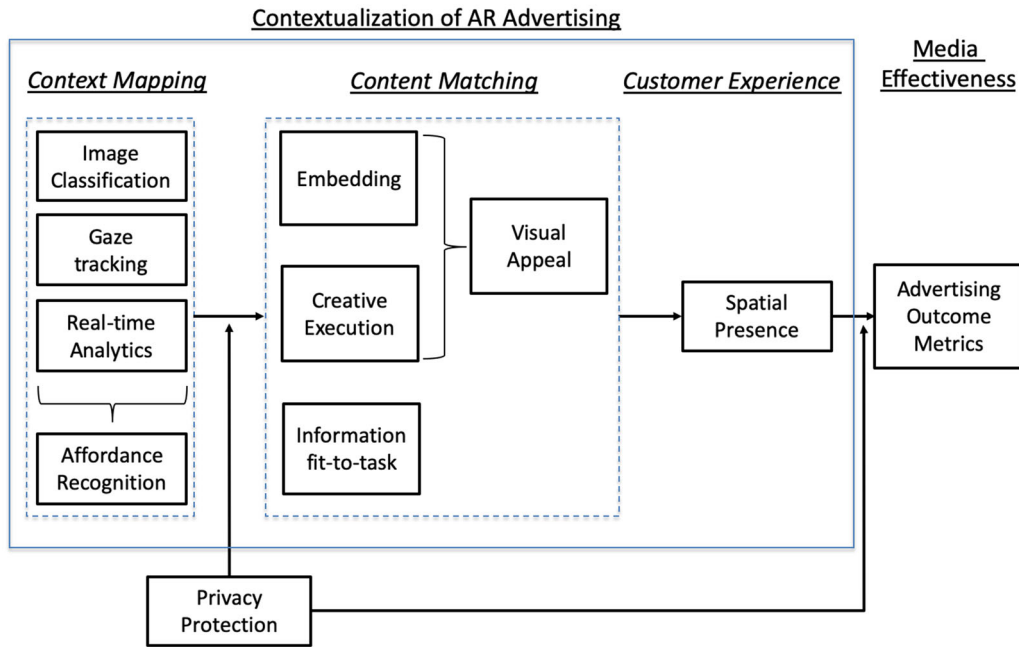 Contextualization of AR Advertising
Media
Effectiveness
Context Mapping
Content Matching
Customer Experience
Image
Classification
Gaze
tracking
Real-time
Analytics
Affordance
Recognition
Embedding
Creative
Execution
Visual
Appeal
Information
fit-to-task
Spatial
Presence
Advertising
Outcome
Metrics
Privacy
Protection